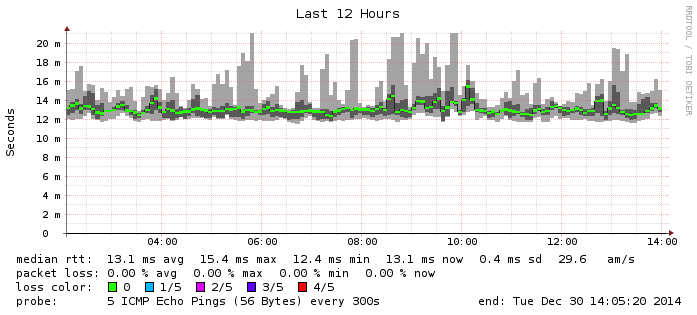 Last 12 Hours
RRDTOOL / TOBI OETIKER
Seconds
20 m
18 m
16 m
14 m
12 m
10 m
8 m
6 m
4 m
2 m
0
04:00 06:00 08:00 10:00 12:00 14:00
median rtt: 13.1 ms avg 15.4 ms max 12.4 ms min 13.1 ms now 0.4 ms sd 29.6 am/s
packet loss: 0.00 % avg 0.00 % max 0.00 % min 0.00 % now
loss color: 0 1/5 2/5 3/5 4/5
probe: 5 ICMP Echo Pings (56 Bytes) every 300s end: Tue Dec 30 14:05:20 2014